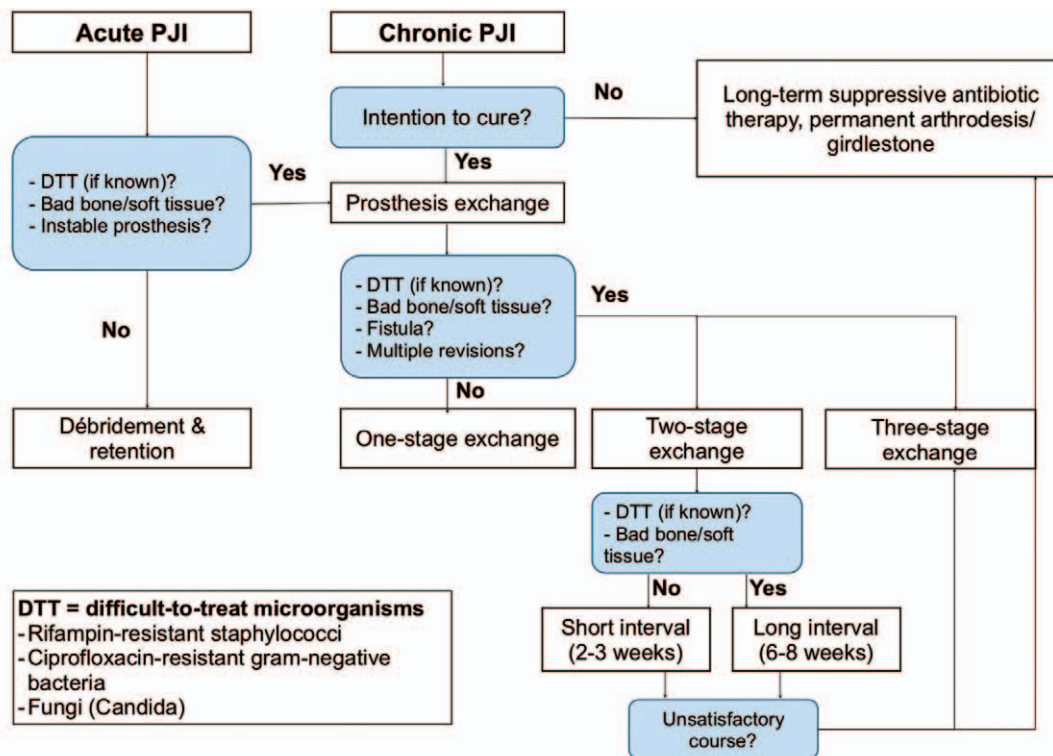 Acute PJI
Chronic PJI
Intention to cure?
No
Long-term suppressive antibiotic
therapy, permanent arthrodesis/
girdlestone
Yes
- DTT (if known)?
- Bad bone/soft tissue?
- Instable prosthesis?
Yes
Prosthesis exchange
No
- DTT (if known)?
- Bad bone/soft tissue?
- Fistula?
- Multiple revisions?
Yes
No
Débridement &
retention
One-stage exchange
Two-stage
exchange
Three-stage
exchange
- DTT (if known)?
- Bad bone/soft
tissue?
No
Yes
Short interval
(2-3 weeks)
Long interval
(6-8 weeks)
Unsatisfactory
course?
DTT = difficult-to-treat microorganisms
- Rifampin-resistant staphylococci
- Ciprofloxacin-resistant gram-negative
bacteria
- Fungi (Candida)